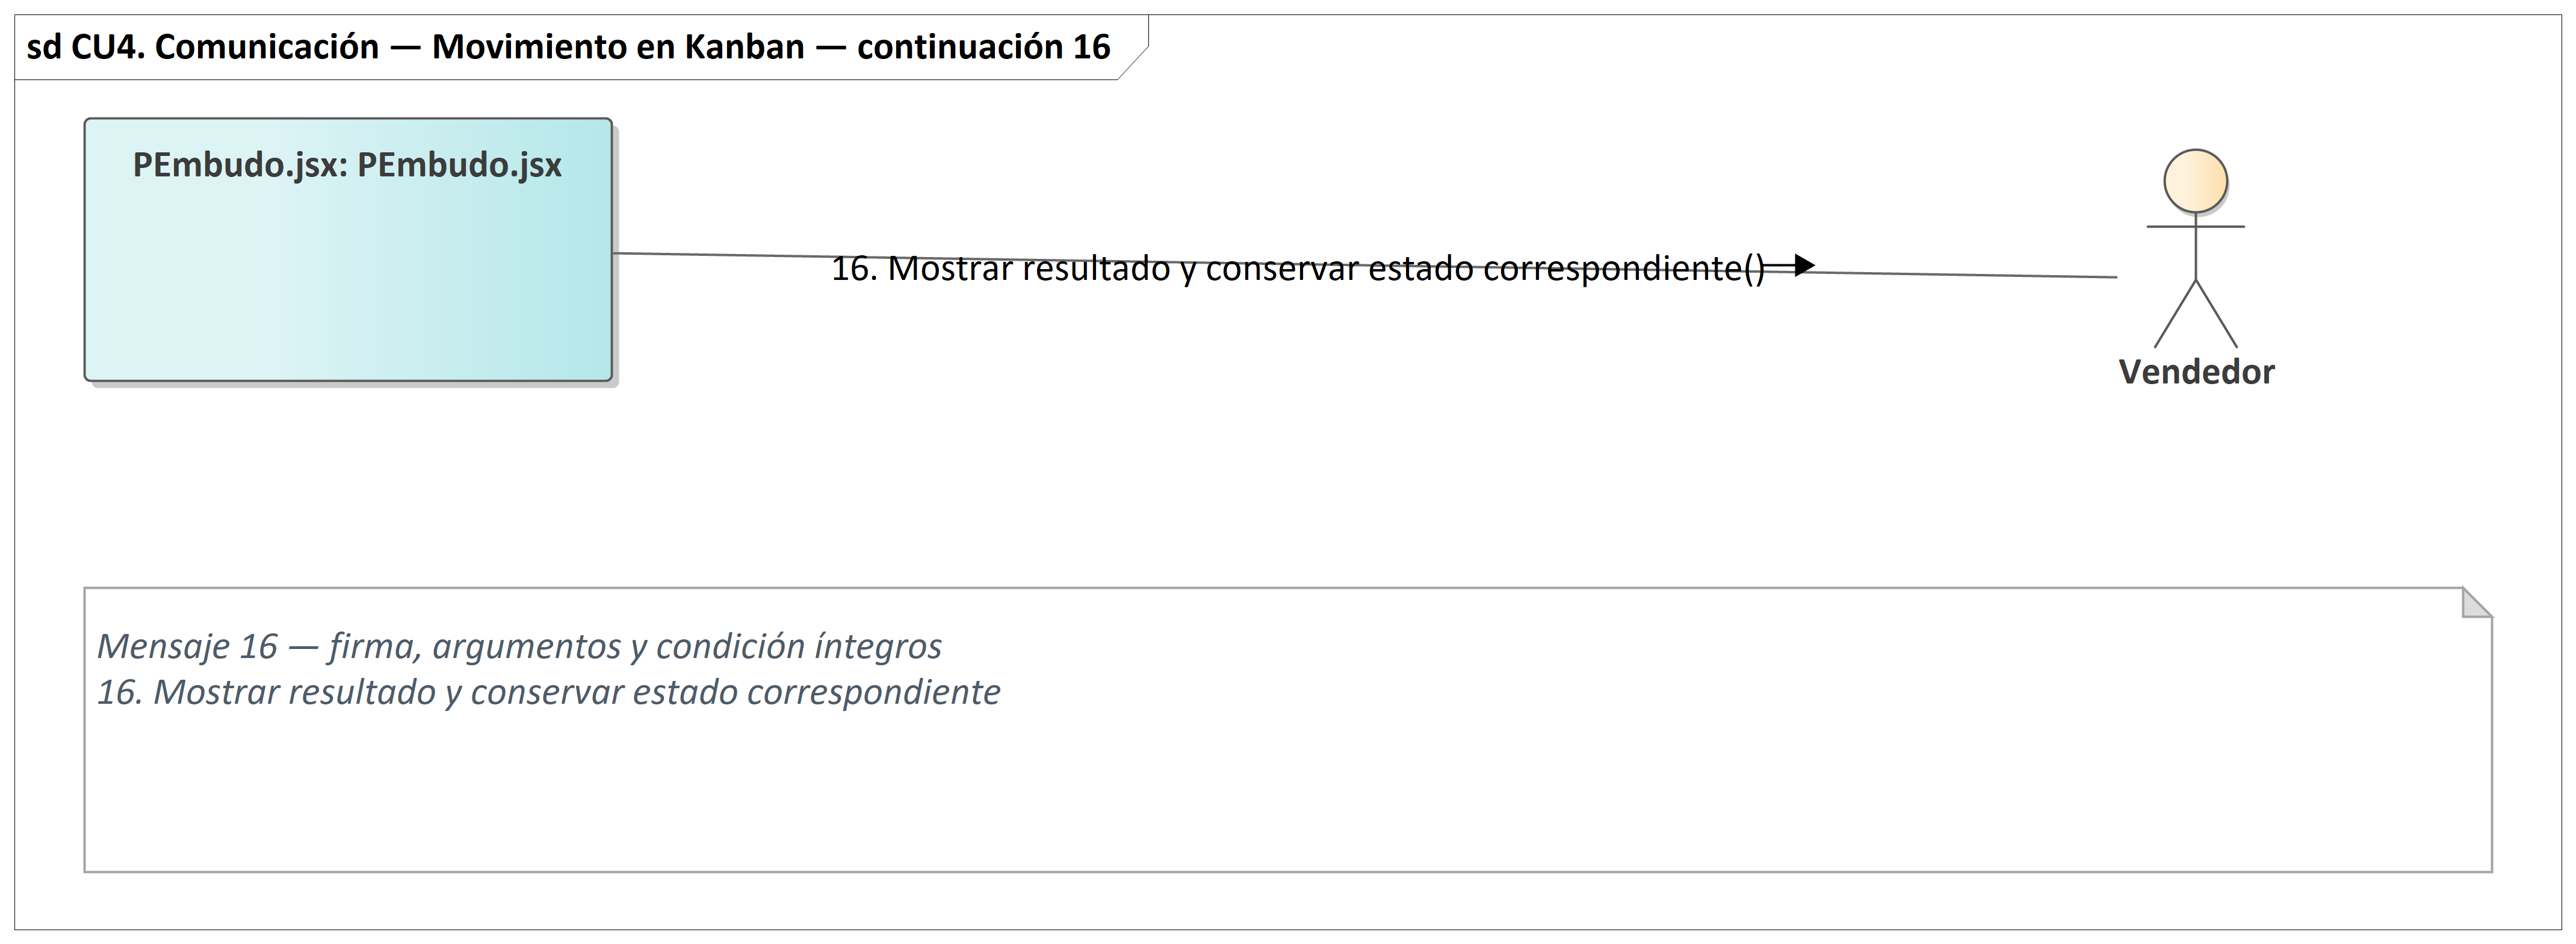 sd CU4. Comunicación — Movimiento en Kanban — continuación 16
PEmbudo.jsx: PEmbudo.jsx
16. Mostrar resultado y conservar estado correspondiente()
Vendedor
Mensaje 16 — firma, argumentos y condición íntegros
16. Mostrar resultado y conservar estado correspondiente